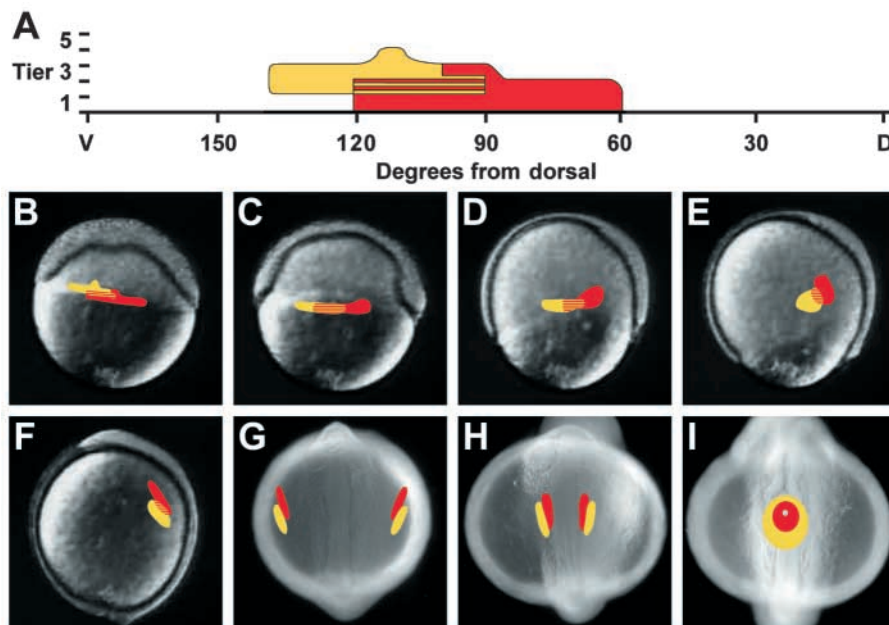 A
5
Tier 3
1
V 150 120 90 60 30 D
Degrees from dorsal
B C D E
F G H I